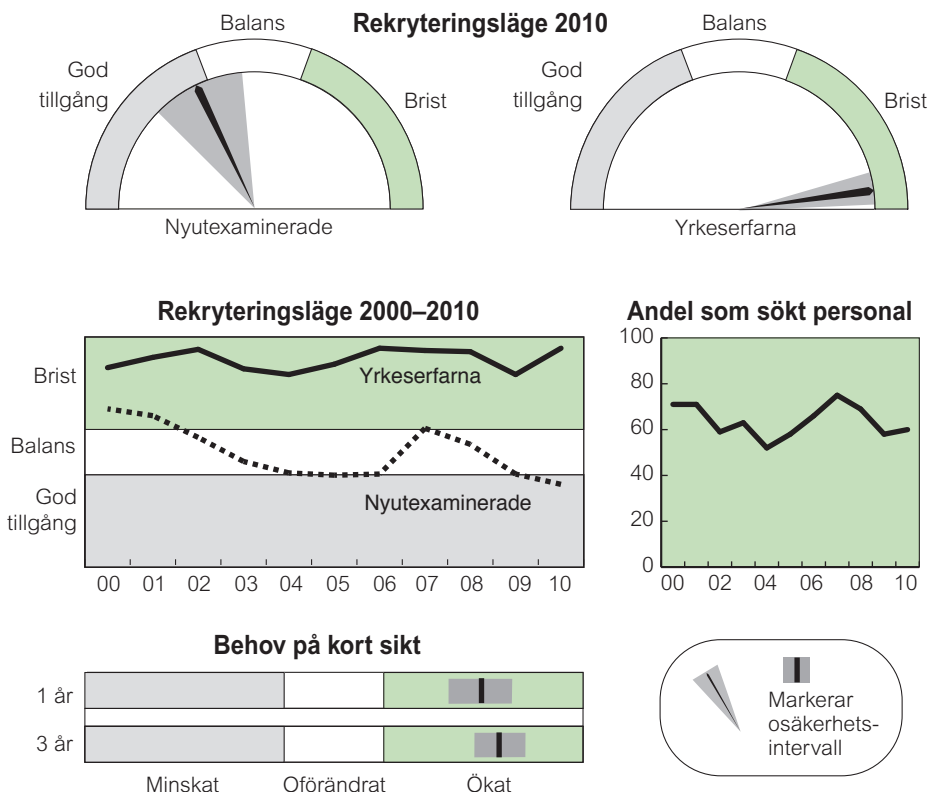 Rekryteringsläge 2010
Balans
God
tillgång
Brist
Nyutexaminerade
Balans
God
tillgång
Brist
Yrkeserfarna
Rekryteringsläge 2000–2010
Brist
Balans
God
tillgång
Yrkeserfarna
Nyutexaminerade
00 01 02 03 04 05 06 07 08 09 10
Andel som sökt personal
100
80
60
40
20
0
00 02 04 06 08 10
Behov på kort sikt
1 år
3 år
Minskat Oförändrat Ökat
Markerar
osäkerhets-
intervall